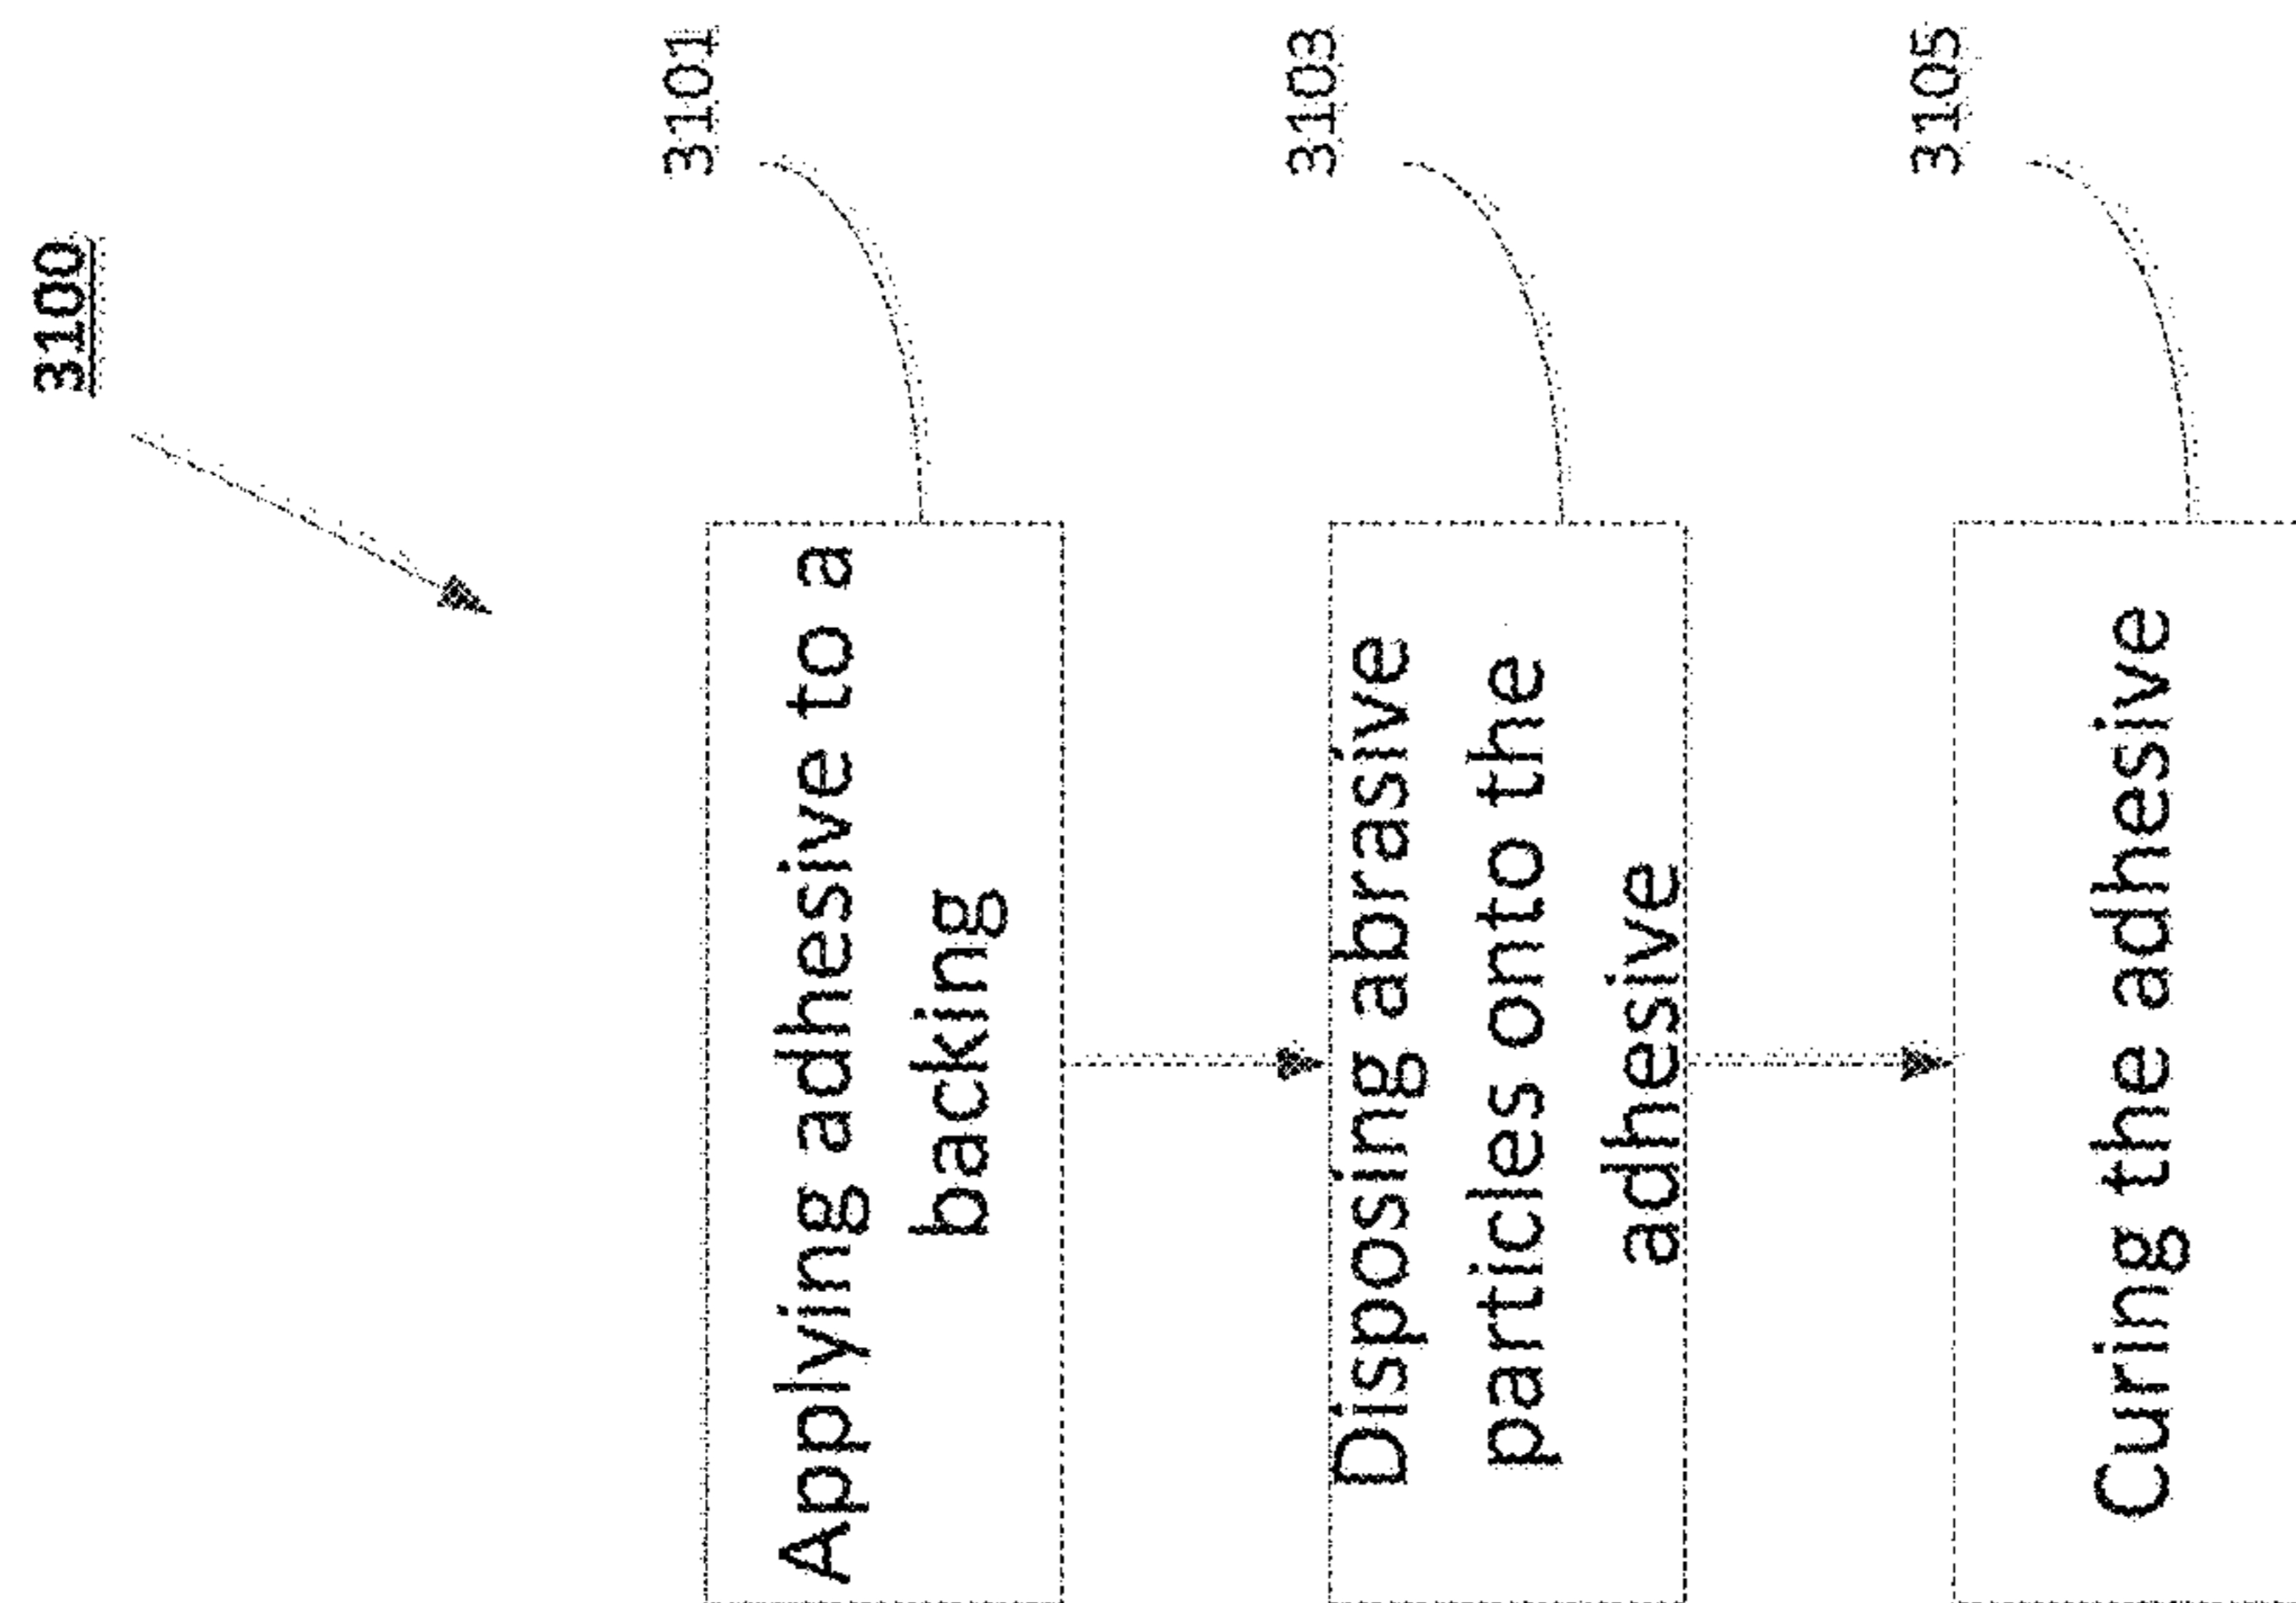 3100
3101
Applying adhesive to a
backing
3103
Disposing abrasive
particles onto the
adhesive
3105
Curing the adhesive